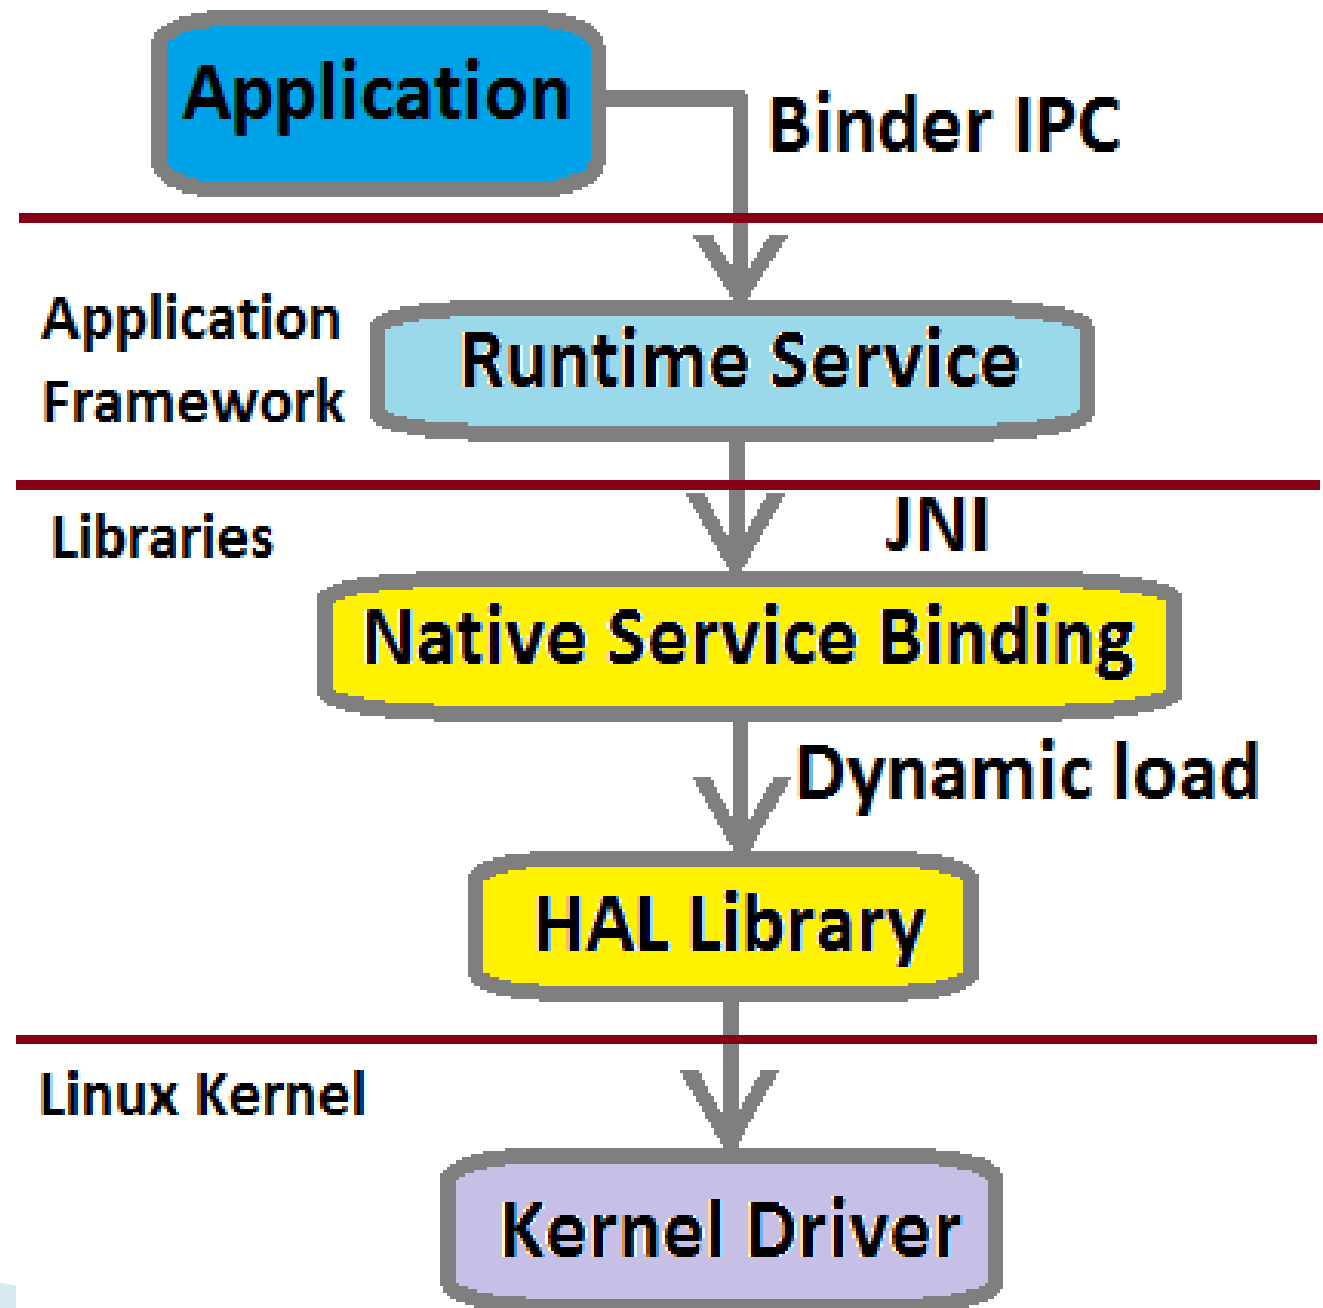 Application
Binder IPC
Application
Framework
Runtime Service
Libraries
JNI
Native Service Binding
Dynamic load
HAL Library
Linux Kernel
Kernel Driver